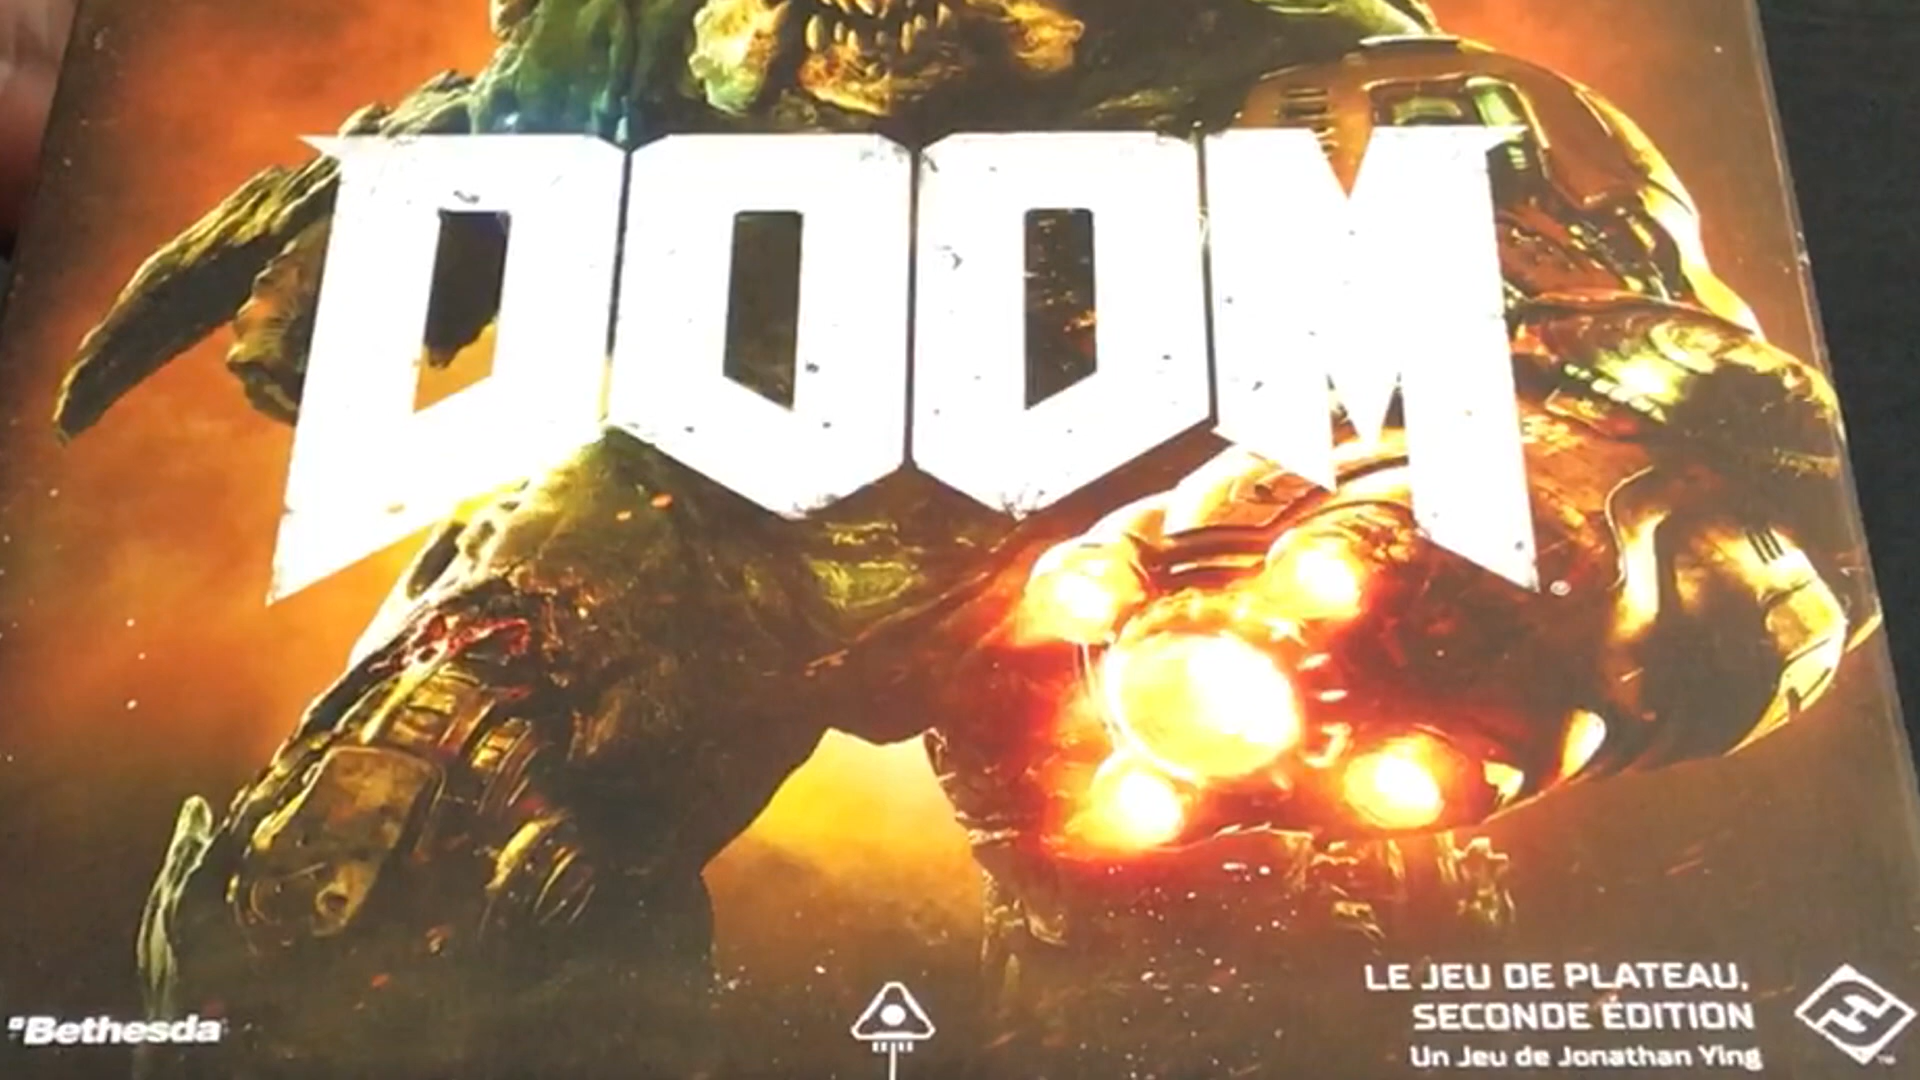 DOOM
LE JEU DE PLATEAU,
SECONDE ÉDITION
Un Jeu de Jonathan Ying
Bethesda